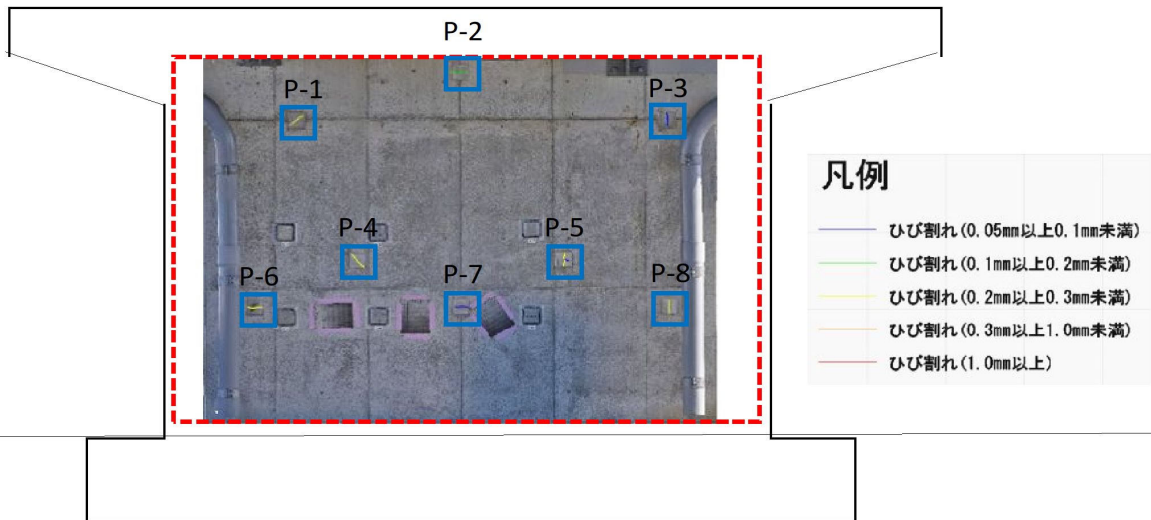 P-2
P-1
P-3
P-4
P-5
P-6
P-7
P-8
凡例
ひび割れ(0.05mm以上0.1mm未満)
ひび割れ(0.1mm以上0.2mm未満)
ひび割れ(0.2mm以上0.3mm未満)
ひび割れ(0.3mm以上1.0mm未満)
ひび割れ(1.0mm以上)